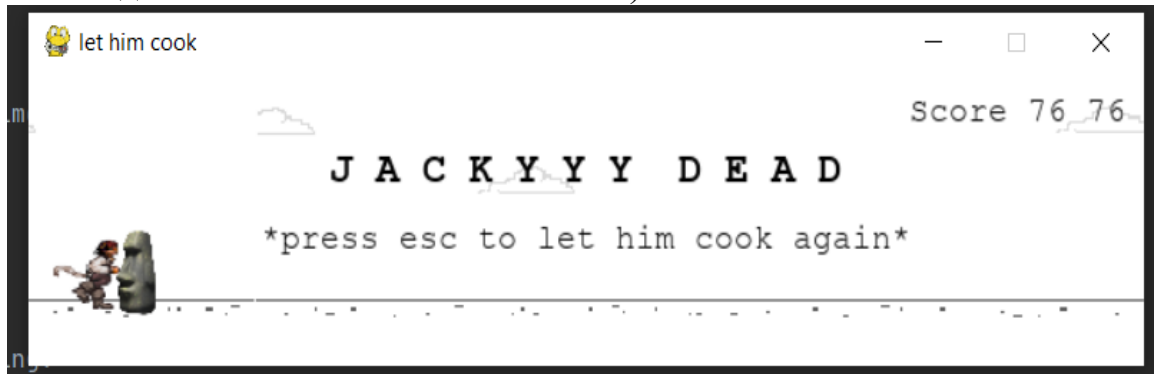 let him cook
Score 76 76
J A C K Y Y Y D E A D
*press esc to let him cook again*